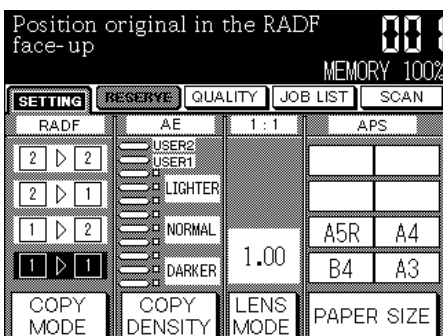 Position original in the RADF
face-up
001
MEMORY 100%
SETTING RESERVE QUALITY JOB LIST SCAN
RADF AE 1:1 APS
USER2
USER1
2 ▷ 2
LIGHTER
2 ▷ 1
1 ▷ 2 NORMAL A5R A4
1 ▷ 1 DARKER 1.00 B4 A3
COPY
MODE
COPY
DENSITY
LENS
MODE
PAPER SIZE